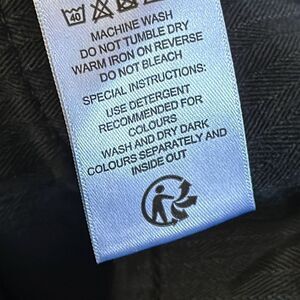 40
MACHINE WASH
DO NOT TUMBLE DRY
WARM IRON ON REVERSE
DO NOT BLEACH
SPECIAL INSTRUCTIONS:
USE DETERGENT
RECOMMENDED FOR
COLOURS
WASH AND DRY DARK
COLOURS SEPARATELY AND
INSIDE OUT